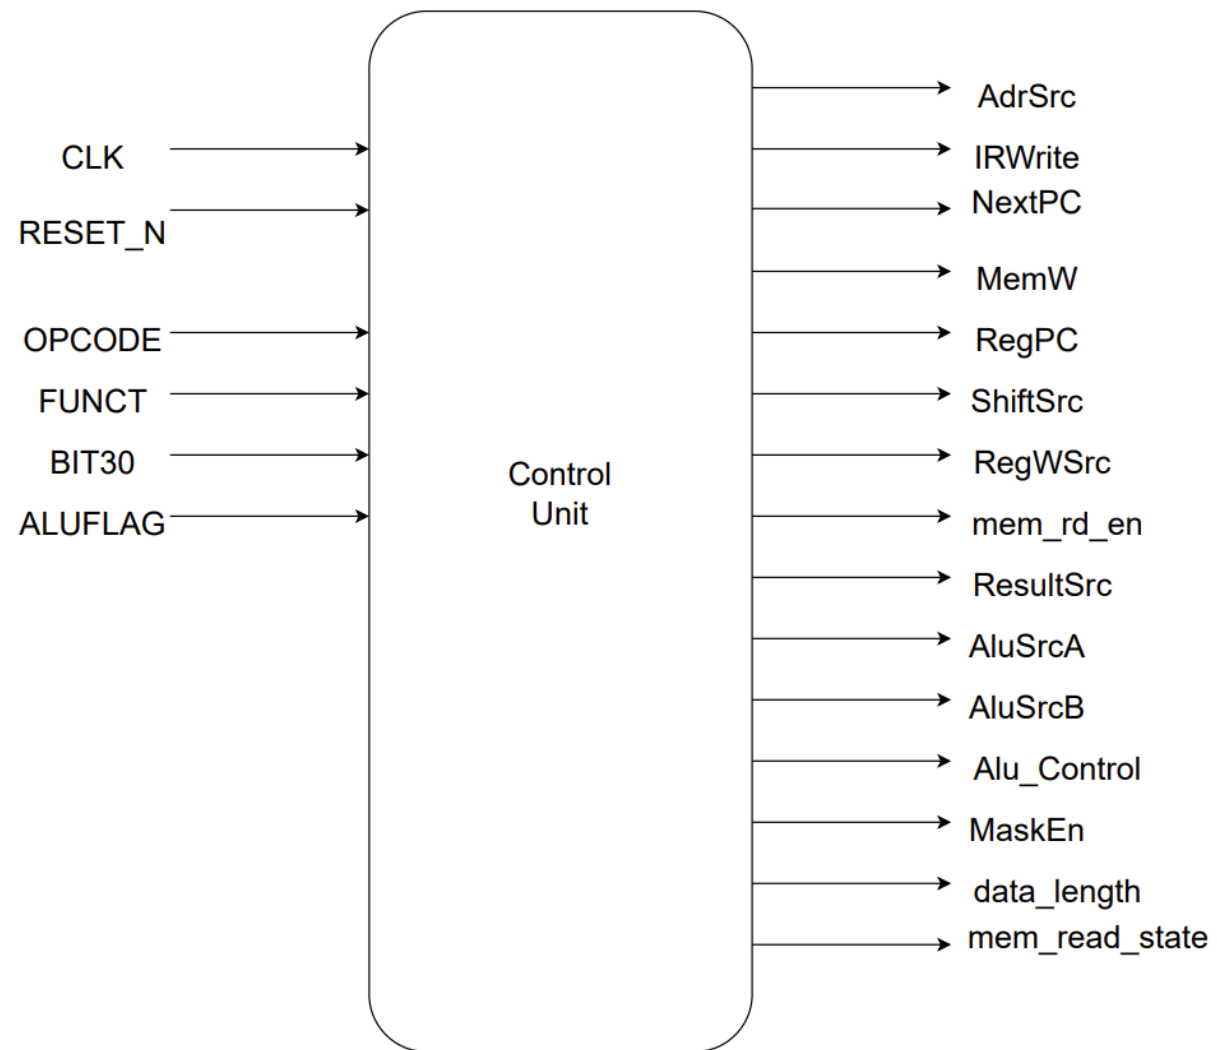 CLK
RESET_N
OPCODE
FUNCT
BIT30
ALUFLAG
Control
Unit
AdrSrc
IRWrite
NextPC
MemW
RegPC
ShiftSrc
RegWSrc
mem_rd_en
ResultSrc
AluSrcA
AluSrcB
Alu_Control
MaskEn
data_length
mem_read_state